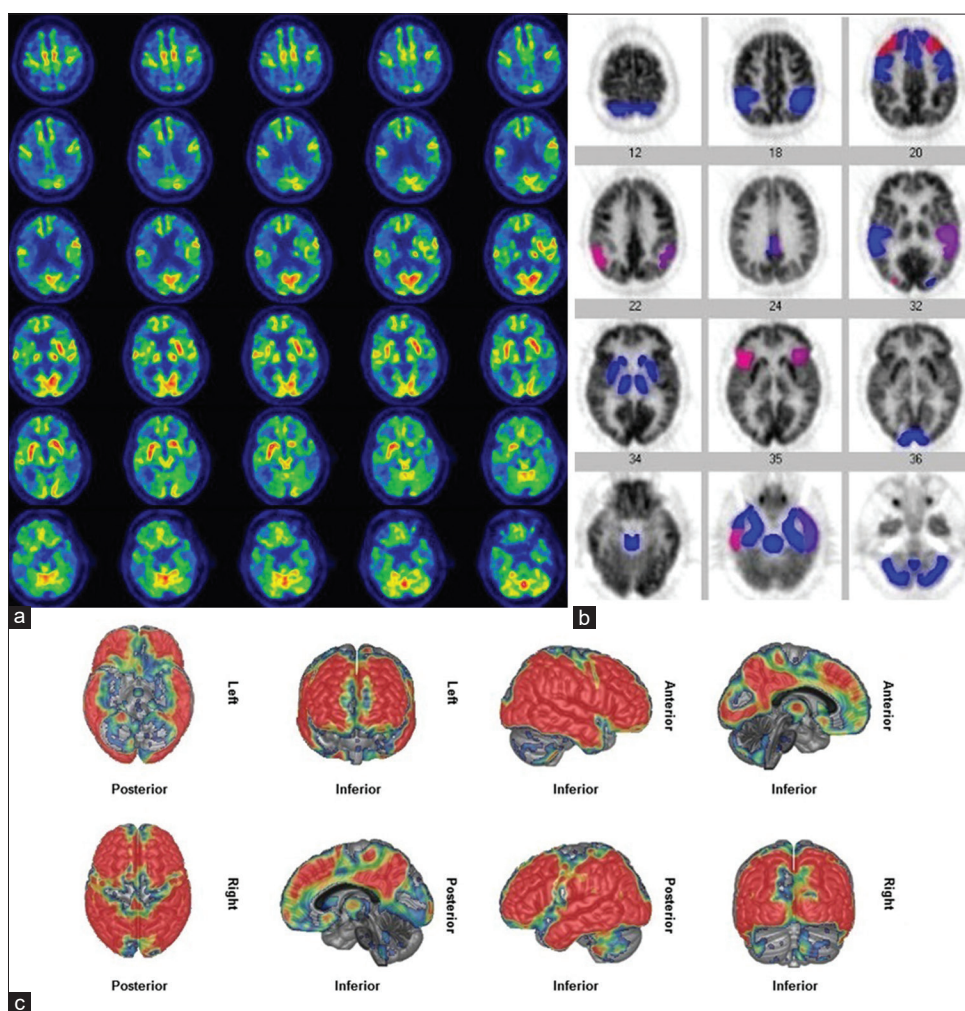 a
b
12 18 20
22 24 32
34 35 36
Left
Left
Anterior
Anterior
Posterior Inferior Inferior Inferior
Right
Posterior
Posterior
Right
Posterior Inferior Inferior Inferior
c